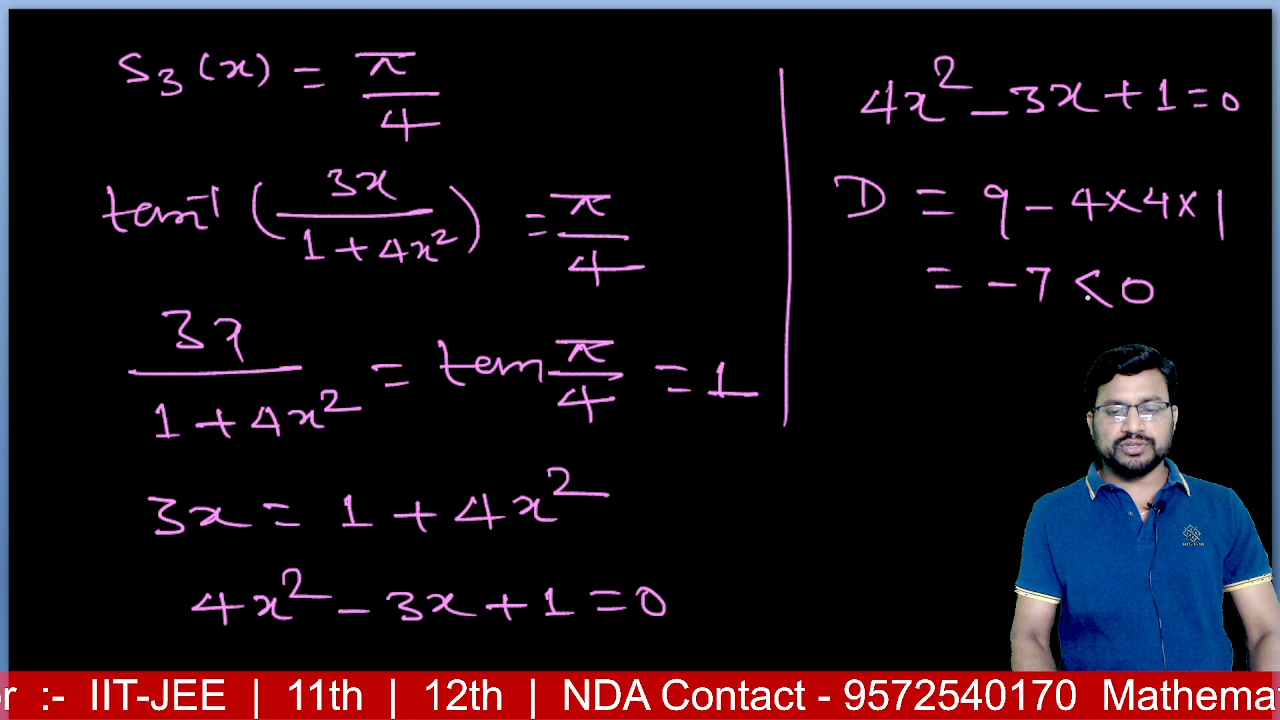 S₃(x) = π/4
tan⁻¹(3x/(1+4x²)) = π/4
3x/(1+4x²) = tan π/4 = 1
3x = 1 + 4x²
4x² - 3x + 1 = 0
4x² - 3x + 1 = 0
D = 9 - 4×4×1
= -7 < 0
:- IIT-JEE | 11th | 12th | NDA Contact - 9572540170 Mathema